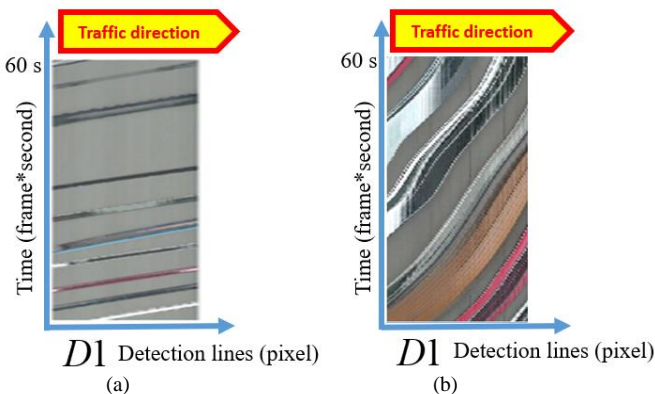 Traffic direction
60 s
Time (frame*second)
D1 Detection lines (pixel)
(a)
Traffic direction
60 s
Time (frame*second)
D1 Detection lines (pixel)
(b)